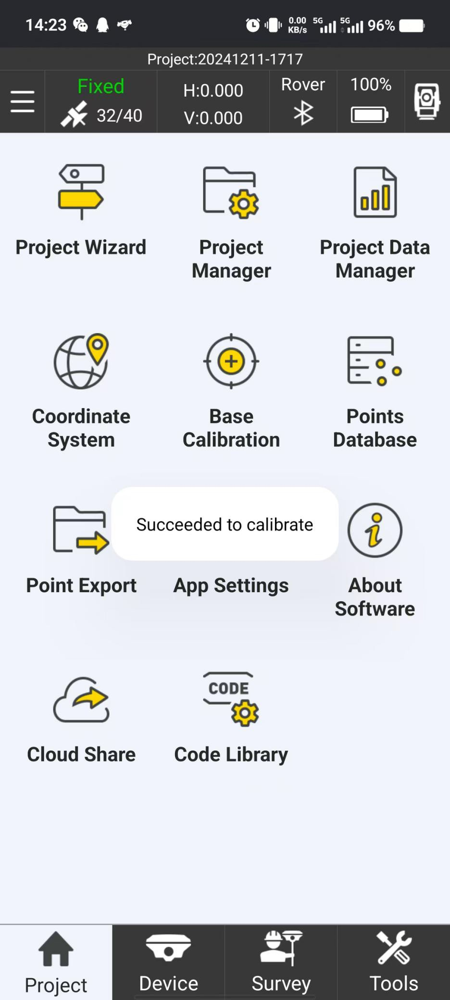 14:23 0.00 KB/s 5G 5G 96%
Project:20241211-1717
Fixed
32/40
H:0.000
V:0.000
Rover
100%
Project Wizard
Project
Manager
Project Data
Manager
Coordinate
System
Base
Calibration
Points
Database
Succeeded to calibrate
Point Export
App Settings
About
Software
CODE
Cloud Share
Code Library
Project
Device
Survey
Tools